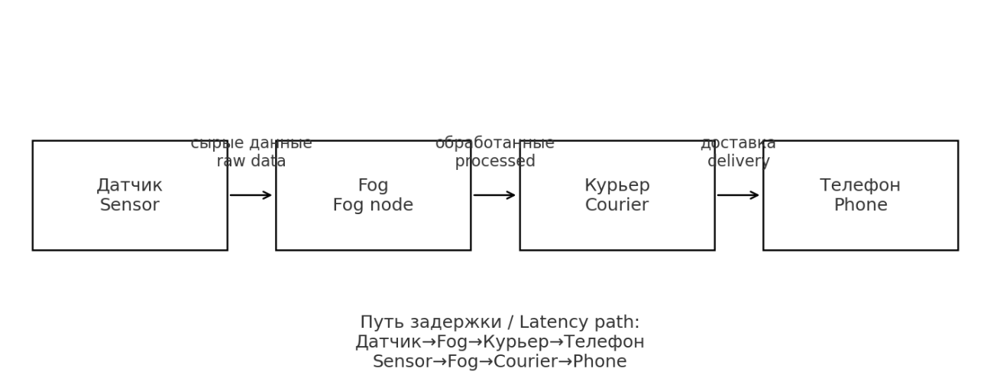 сырые данные
raw data
обработанные
processed
доставка
delivery
Датчик
Sensor
Fog
Fog node
Курьер
Courier
Телефон
Phone
Путь задержки / Latency path:
Датчик→Fog→Курьер→Телефон
Sensor→Fog→Courier→Phone